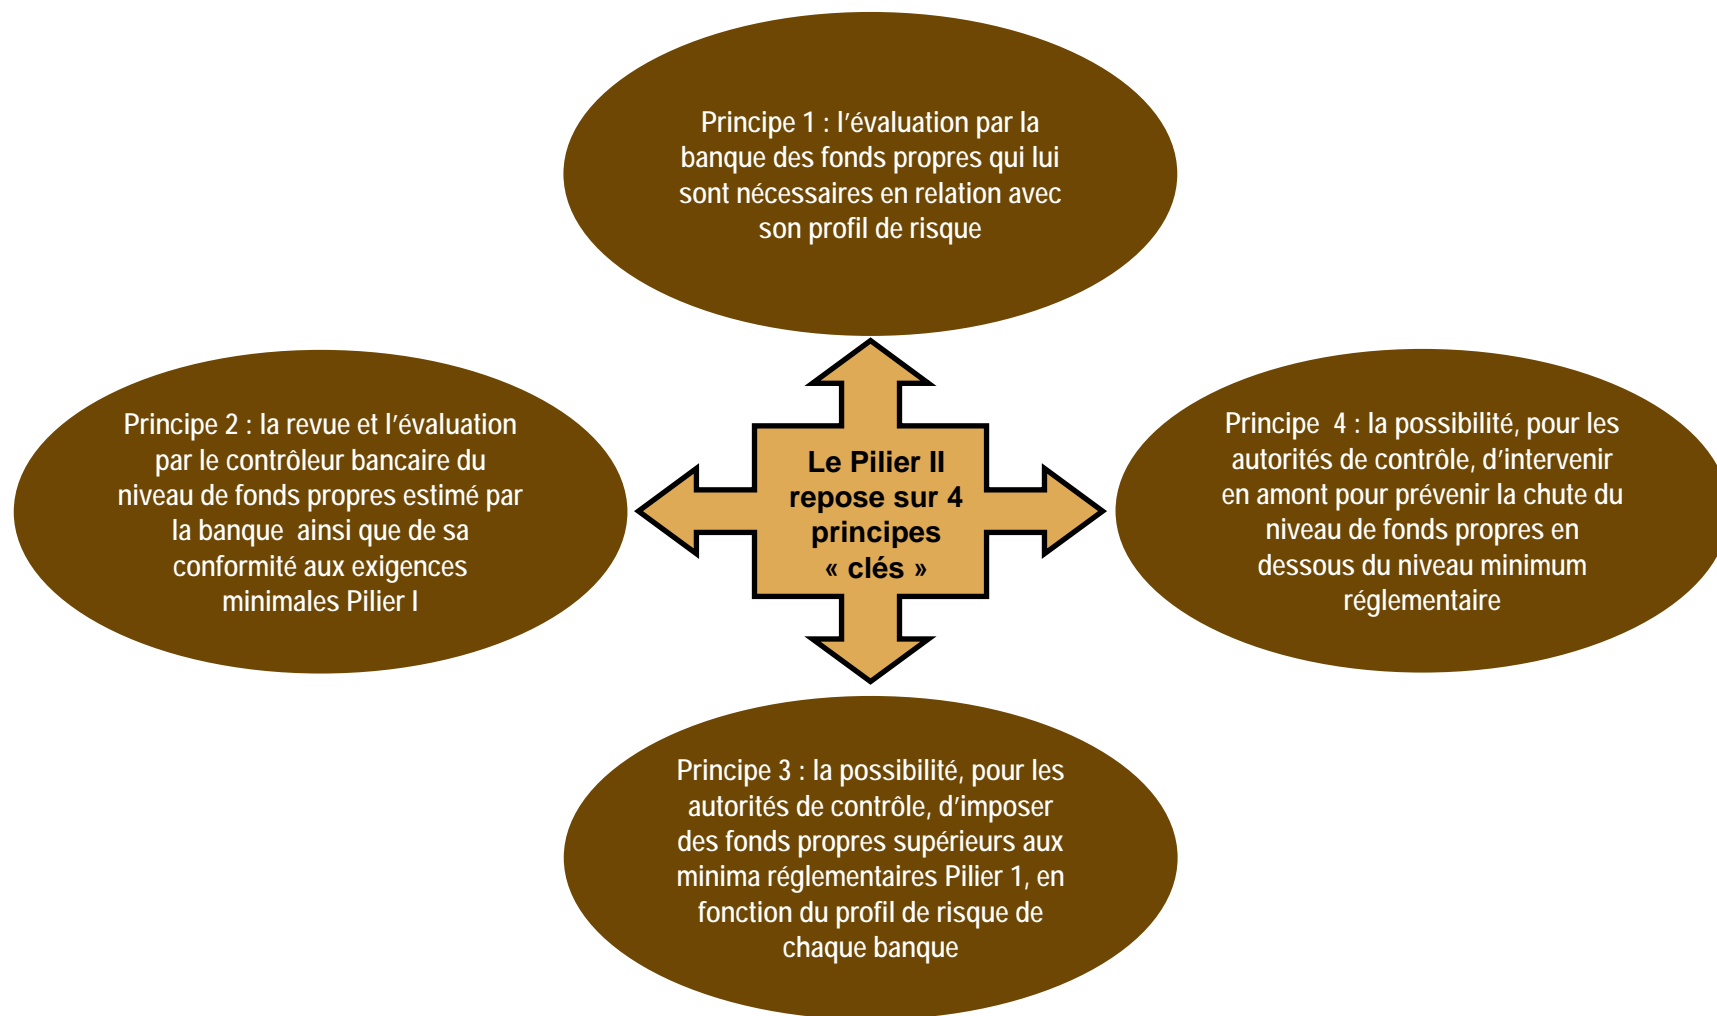 Principe 1 : l’évaluation par la
banque des fonds propres qui lui
sont nécessaires en relation avec
son profil de risque
Principe 2 : la revue et l’évaluation
par le contrôleur bancaire du
niveau de fonds propres estimé par
la banque  ainsi que de sa
conformité aux exigences
minimales Pilier I
Le Pilier II
repose sur 4
principes
« clés »
Principe  4 : la possibilité, pour les
autorités de contrôle, d’intervenir
en amont pour prévenir la chute du
niveau de fonds propres en
dessous du niveau minimum
réglementaire
Principe 3 : la possibilité, pour les
autorités de contrôle, d’imposer
des fonds propres supérieurs aux
minima réglementaires Pilier 1, en
fonction du profil de risque de
chaque banque